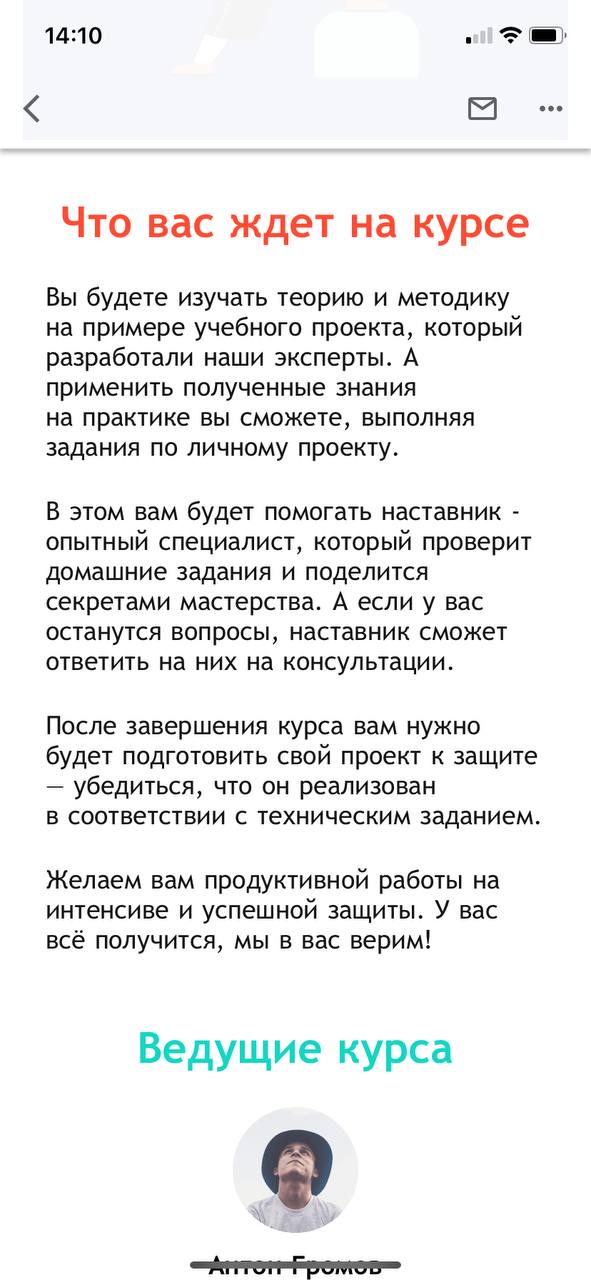 14:10
Что вас ждет на курсе
Вы будете изучать теорию и методику
на примере учебного проекта, который
разработали наши эксперты. А
применить полученные знания
на практике вы сможете, выполняя
задания по личному проекту.
В этом вам будет помогать наставник -
опытный специалист, который проверит
домашние задания и поделится
секретами мастерства. А если у вас
останутся вопросы, наставник сможет
ответить на них на консультации.
После завершения курса вам нужно
будет подготовить свой проект к защите
— убедиться, что он реализован
в соответствии с техническим заданием.
Желаем вам продуктивной работы на
интенсиве и успешной защиты. У вас
всё получится, мы в вас верим!
Ведущие курса
Антон Громов